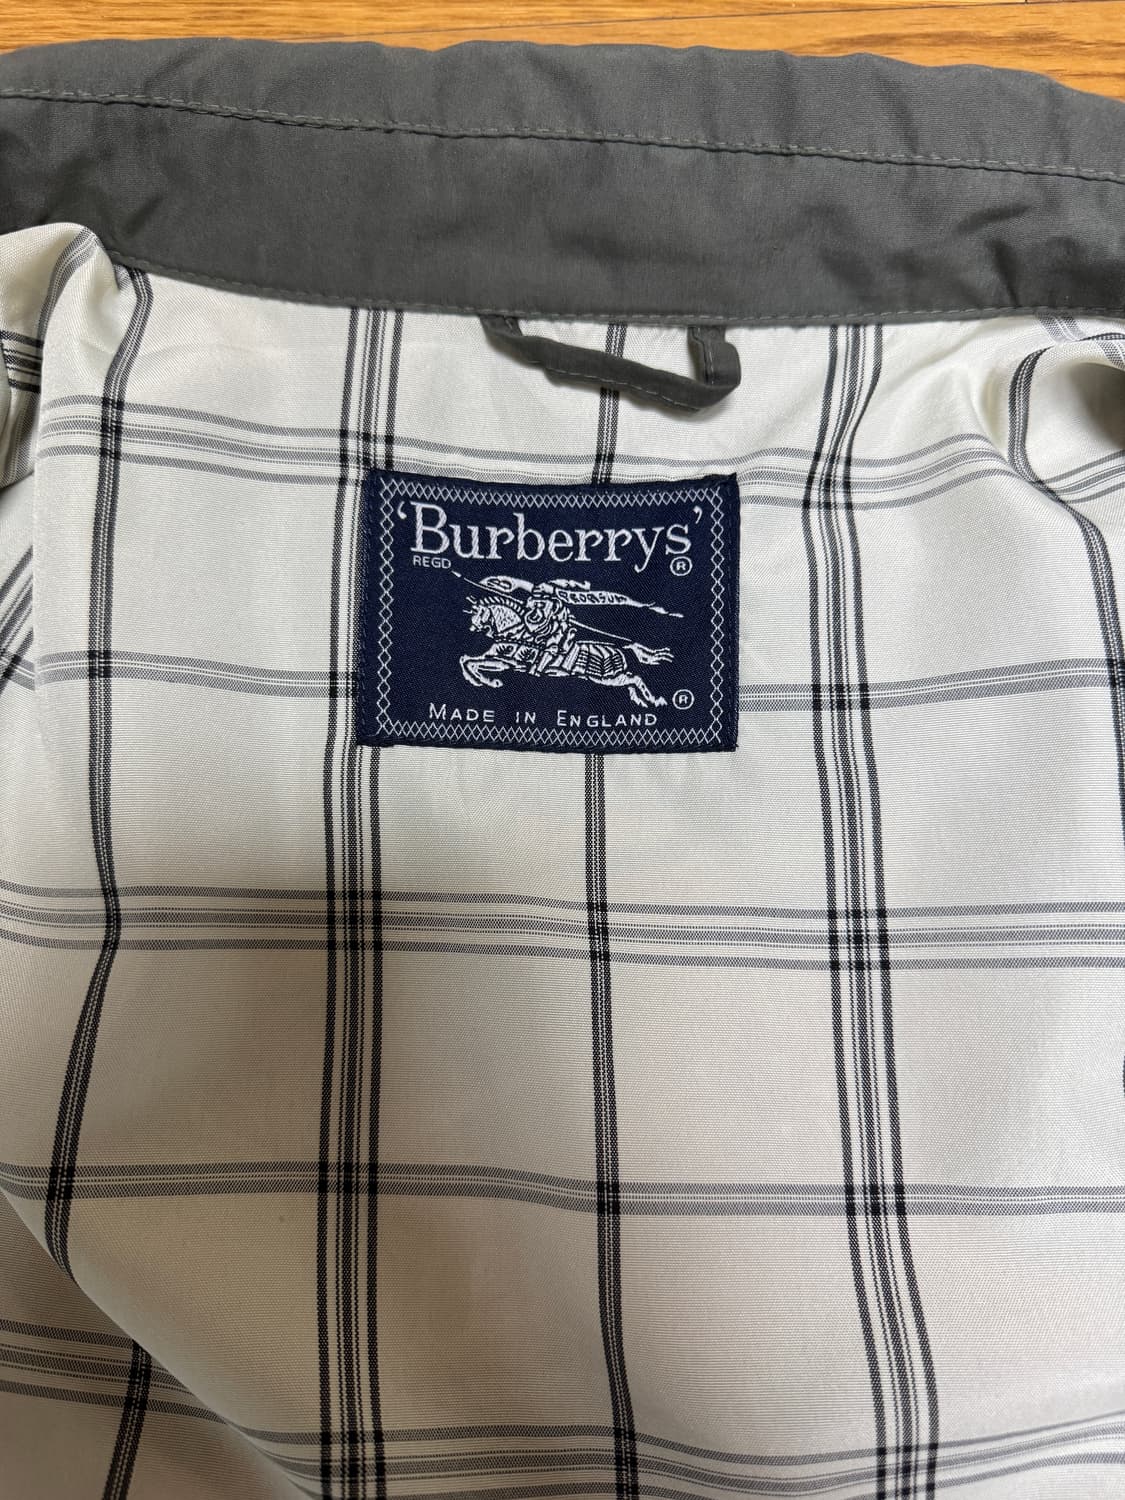 'Burberrys'®
REGD
PRORSUM
®
MADE IN ENGLAND